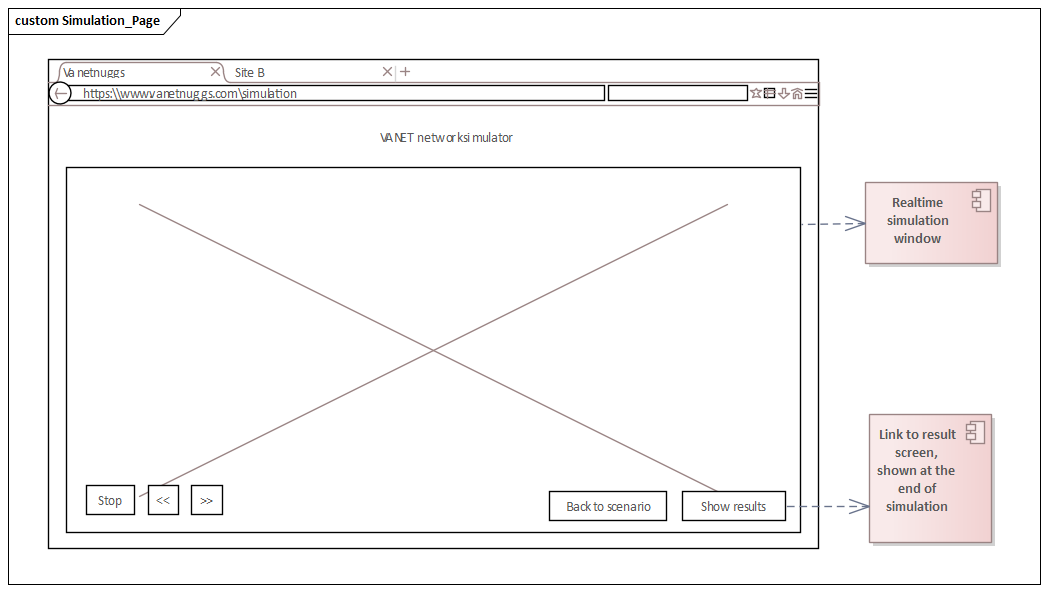 custom Simulation_Page
Vanetnuggs
Site B
https:\\wwwvanetnuggs.com\simulation
VANET networksimulator
Realtime
simulation
window
Link to result
screen,
shown at the
end of
simulation
Stop
<<
>>
Back to scenario
Show results